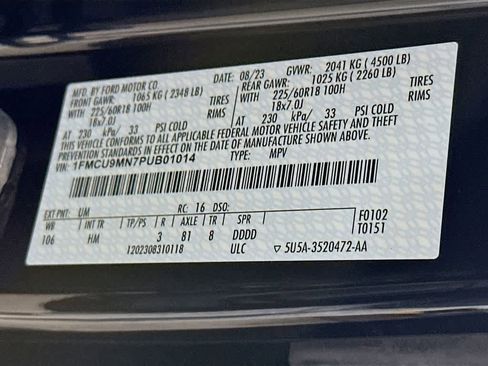 MFD. BY FORD MOTOR CO.
08/23 GVWR: 2041 KG ( 4500 LB)
FRONT GAWR: 1065 KG ( 2348 LB) REAR GAWR: 1025 KG ( 2260 LB)
WITH 225/60R18 100H TIRES WITH 225/60R18 100H TIRES
18x7.0J RIMS 18x7.0J RIMS
AT 230 kPa/ 33 PSI COLD AT 230 kPa/ 33 PSI COLD
THIS VEHICLE CONFORMS TO ALL APPLICABLE FEDERAL MOTOR VEHICLE SAFETY AND THEFT
PREVENTION STANDARDS IN EFFECT ON THE DATE OF MANUFACTURE SHOWN ABOVE.
VIN: 1FMCU9MN7PUB01014 TYPE: MPV
EXT PNT: UM RC: 16 DSO: F0102
WB INT TR TP/PS R AXLE TR SPR T0151
106 HM 3 81 8 DDDD
1202308310118 ULC 5U5A-3520472-AA